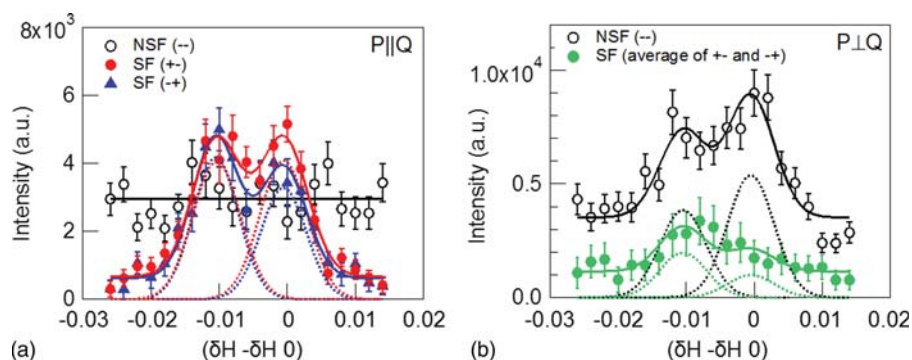 8x10³
P||Q
NSF (--)
SF (+-)
SF (-+)
6
4
2
0
Intensity (a.u.)
-0.03 -0.02 -0.01 0 0.01 0.02
(δH -δH 0)
(a)
P⊥Q
NSF (--)
SF (average of +- and -+)
1.0x10⁴
0.5
0.0
Intensity (a.u.)
-0.03 -0.02 -0.01 0 0.01 0.02
(δH -δH 0)
(b)